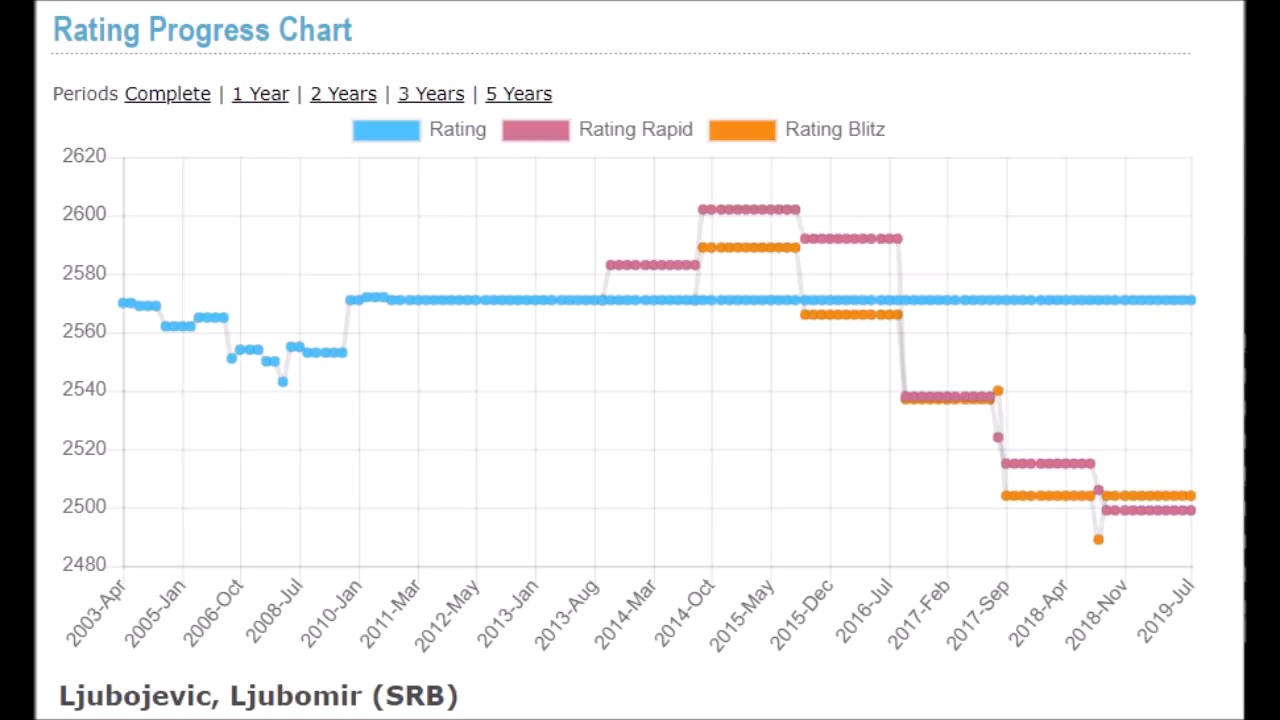 Rating Progress Chart
Periods Complete | 1 Year | 2 Years | 3 Years | 5 Years
Rating Rating Rapid Rating Blitz
2620
2600
2580
2560
2540
2520
2500
2480
2003-Apr 2005-Jan 2006-Oct 2008-Jul 2010-Jan 2011-Mar 2012-May 2013-Jan 2013-Aug 2014-Mar 2014-Oct 2015-May 2015-Dec 2016-Jul 2017-Feb 2017-Sep 2018-Apr 2018-Nov 2019-Jul
Ljubojevic, Ljubomir (SRB)